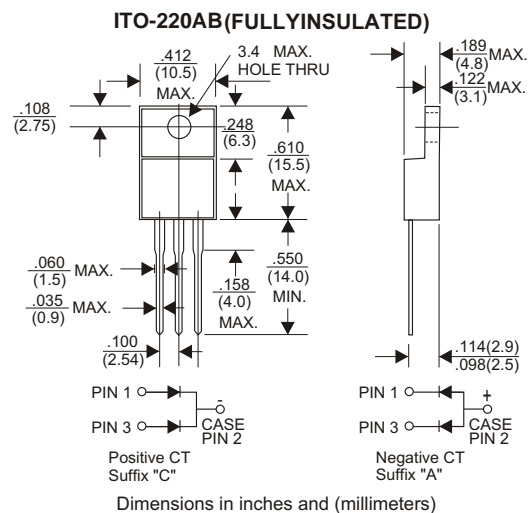 ITO-220AB(FULLYINSULATED)
.412
(10.5)
MAX.
3.4 MAX.
HOLE THRU
.189
(4.8) MAX.
.122
(3.1) MAX.
.108
(2.75)
.248
(6.3)
.610
(15.5)
MAX.
.060
(1.5) MAX.
.035
(0.9) MAX.
.158
(4.0)
MAX.
.550
(14.0)
MIN.
.100
(2.54)
.114(2.9)
.098(2.5)
PIN 1
PIN 3
-
CASE
PIN 2
Positive CT
Suffix "C"
PIN 1
PIN 3
+
CASE
PIN 2
Negative CT
Suffix "A"
Dimensions in inches and (millimeters)